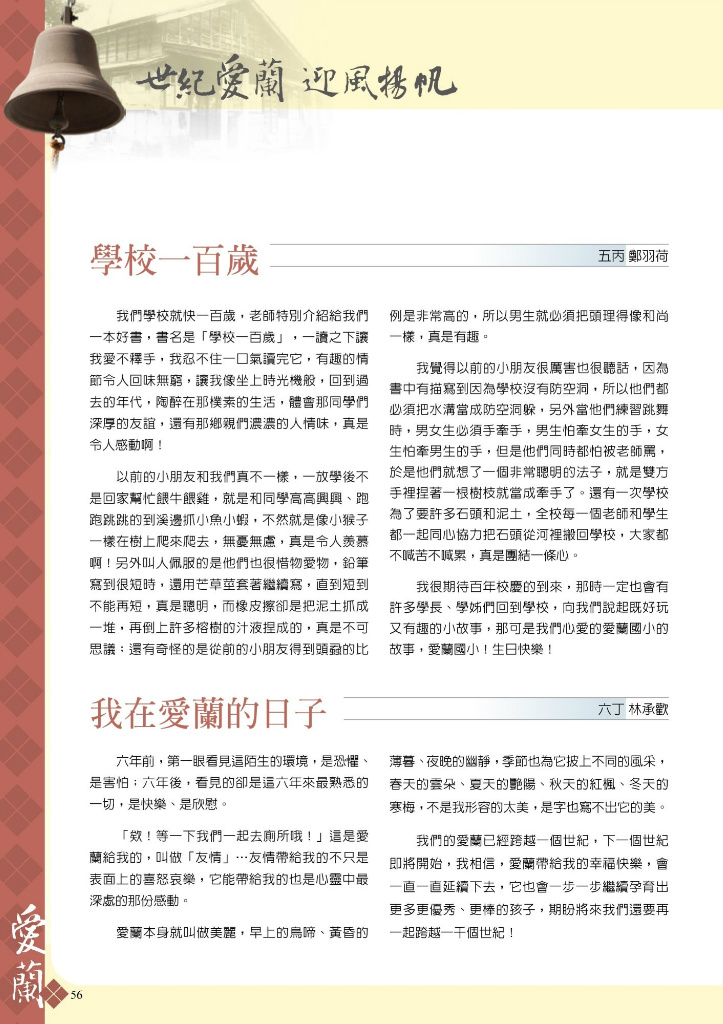 世紀愛蘭 迎風揚帆
學校一百歲
五丙 鄭羽荷
我們學校就快一百歲，老師特別介紹給我們
一本好書，書名是「學校一百歲」，一讀之下讓
我愛不釋手，我忍不住一口氣讀完它，有趣的情
節令人回味無窮，讓我像坐上時光機般，回到過
去的年代，陶醉在那樸素的生活，體會那同學們
深厚的友誼，還有那鄉親們濃濃的人情味，真是
令人感動啊！
以前的小朋友和我們真不一樣，一放學後不
是回家幫忙餵牛餵雞，就是和同學高高興興、跑
跑跳跳的到溪邊抓小魚小蝦，不然就是像小猴子
一樣在樹上爬來爬去，無憂無慮，真是令人羨慕
啊！另外叫人佩服的是他們也很惜物愛物，鉛筆
寫到很短時，還用芒草莖套著繼續寫，直到短到
不能再短，真是聰明，而橡皮擦卻是把泥土抓成
一堆，再倒上許多榕樹的汁液捏成的，真是不可
思議；還有奇怪的是從前的小朋友得到頭蝨的比
例是非常高的，所以男生就必須把頭理得像和尚
一樣，真是有趣。
我覺得以前的小朋友很厲害也很聽話，因為
書中有描寫到因為學校沒有防空洞，所以他們都
必須把水溝當成防空洞躲，另外當他們練習跳舞
時，男女生必須手牽手，男生怕牽女生的手，女
生怕牽男生的手，但是他們同時都怕被老師罵，
於是他們就想了一個非常聰明的法子，就是雙方
手裡捏著一根樹枝就當成牽手了。還有一次學校
為了要許多石頭和泥土，全校每一個老師和學生
都一起同心協力把石頭從河裡搬回學校，大家都
不喊苦不喊累，真是團結一條心。
我很期待百年校慶的到來，那時一定也會有
許多學長、學姊們回到學校，向我們說起既好玩
又有趣的小故事，那可是我們心愛的愛蘭國小的
故事，愛蘭國小！生日快樂！
我在愛蘭的日子
六丁 林承歡
六年前，第一眼看見這陌生的環境，是恐懼、
是害怕；六年後，看見的卻是這六年來最熟悉的
一切，是快樂、是欣慰。
「欸！等一下我們一起去廁所哦！」這是愛
蘭給我的，叫做「友情」…友情帶給我的不只是
表面上的喜怒哀樂，它能帶給我的也是心靈中最
深處的那份感動。
愛蘭本身就叫做美麗，早上的鳥啼、黃昏的
薄暮、夜晚的幽靜，季節也為它披上不同的風采，
春天的雲朵、夏天的艷陽、秋天的紅楓、冬天的
寒梅，不是我形容的太美，是字也寫不出它的美。
我們的愛蘭已經跨越一個世紀，下一個世紀
即將開始，我相信，愛蘭帶給我的幸福快樂，會
一直一直延續下去，它也會一步一步繼續孕育出
更多更優秀、更棒的孩子，期盼將來我們還要再
一起跨越一千個世紀！
愛蘭
56